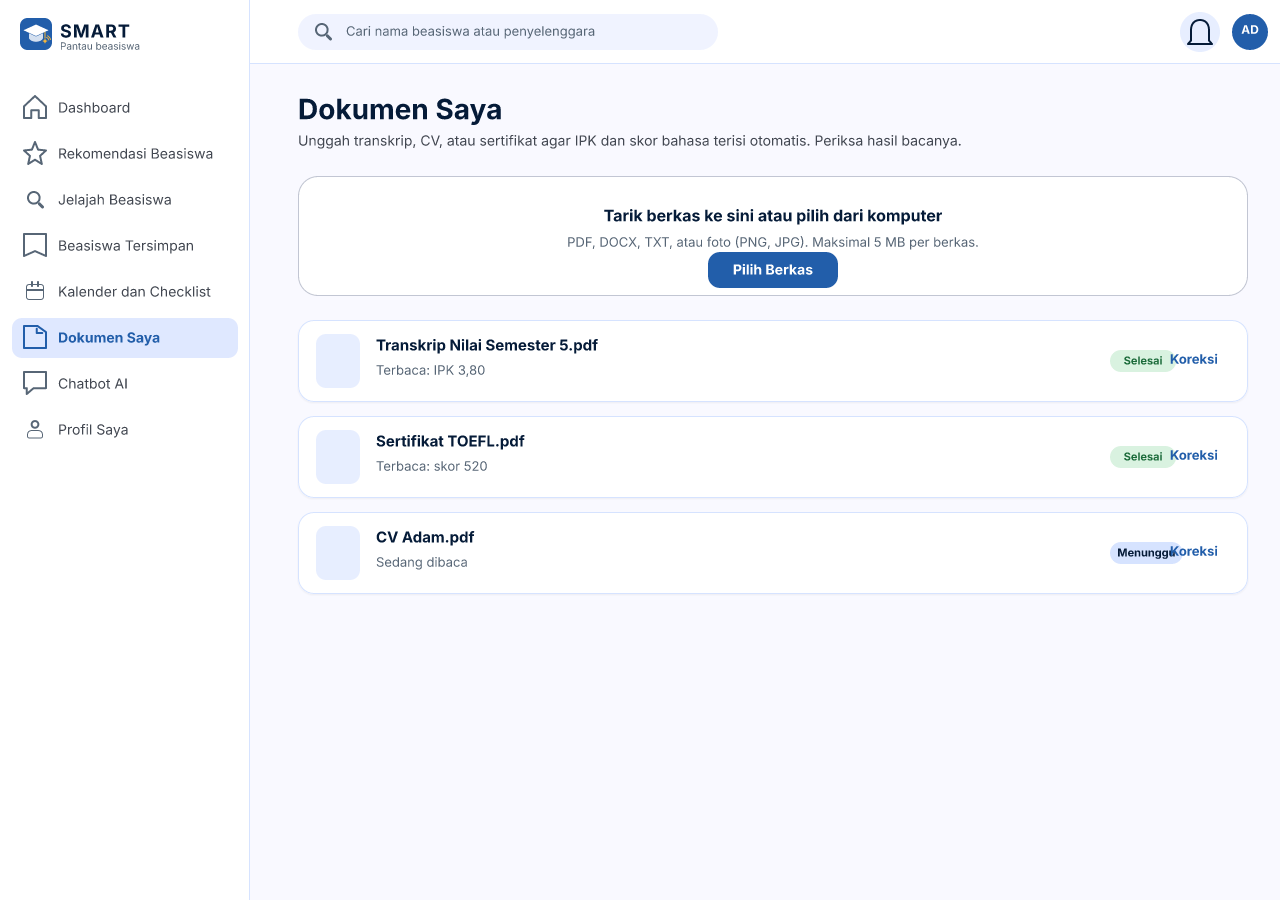 SMART
Pantau beasiswa
Cari nama beasiswa atau penyelenggara
AD
Dashboard
Rekomendasi Beasiswa
Jelajah Beasiswa
Beasiswa Tersimpan
Kalender dan Checklist
Dokumen Saya
Chatbot AI
Profil Saya
Dokumen Saya
Unggah transkrip, CV, atau sertifikat agar IPK dan skor bahasa terisi otomatis. Periksa hasil bacanya.
Tarik berkas ke sini atau pilih dari komputer
PDF, DOCX, TXT, atau foto (PNG, JPG). Maksimal 5 MB per berkas.
Pilih Berkas
Transkrip Nilai Semester 5.pdf
Terbaca: IPK 3,80
Selesai
Koreksi
Sertifikat TOEFL.pdf
Terbaca: skor 520
Selesai
Koreksi
CV Adam.pdf
Sedang dibaca
Menunggu
Koreksi